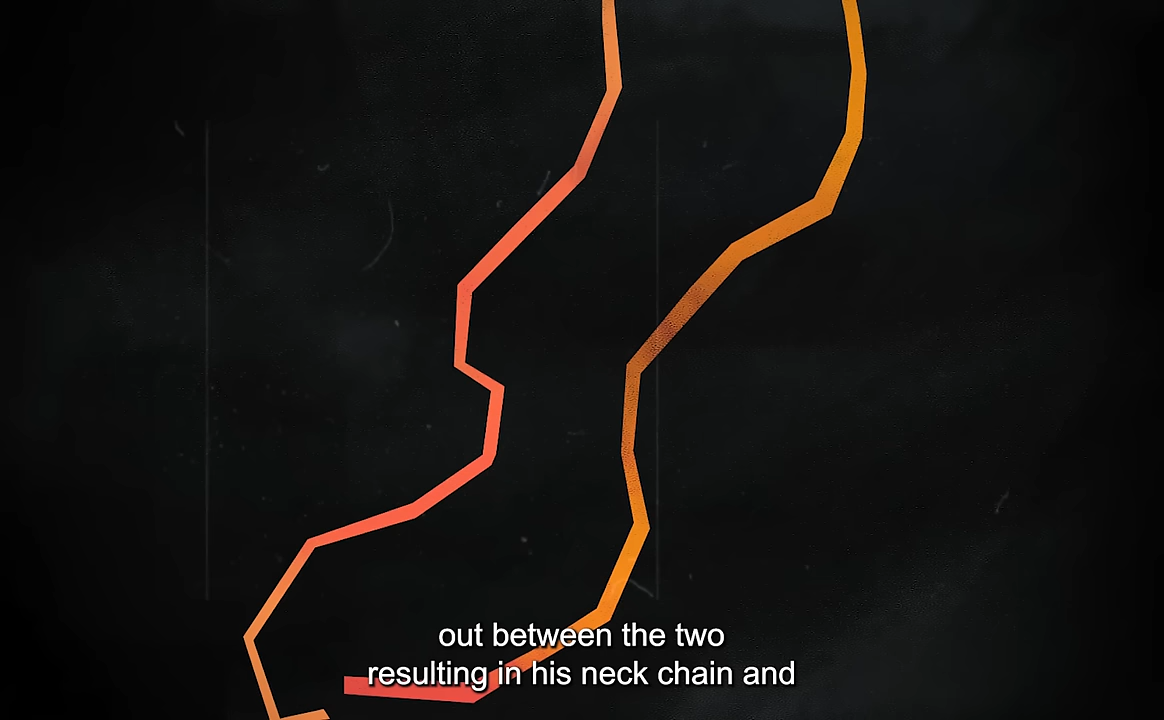 out between the two
resulting in his neck chain and